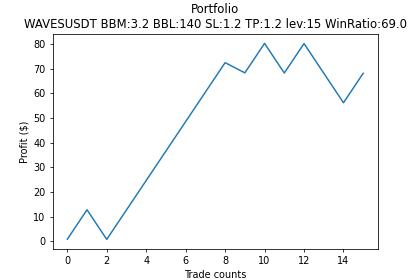 Portfolio
WAVESUSDT BBM:3.2 BBL:140 SL:1.2 TP:1.2 lev:15 WinRatio:69.0
80
70
60
50
40
30
20
10
0
Profit ($)
0 2 4 6 8 10 12 14
Trade counts